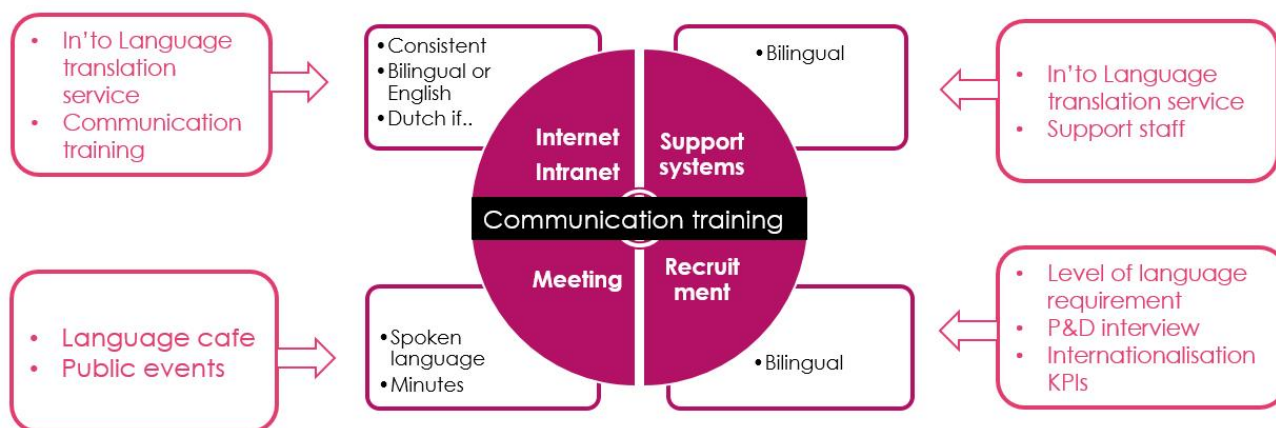 • In'to Language
translation
service
• Communication
training
• Consistent
• Bilingual or
English
• Dutch if..
• Bilingual
• In'to Language
translation service
• Support staff
Internet
Intranet
Support
systems
Communication training
Meeting
Recruit
ment
• Language cafe
• Public events
• Spoken
language
• Minutes
• Bilingual
• Level of language
requirement
• P&D interview
• Internationalisation
KPIs